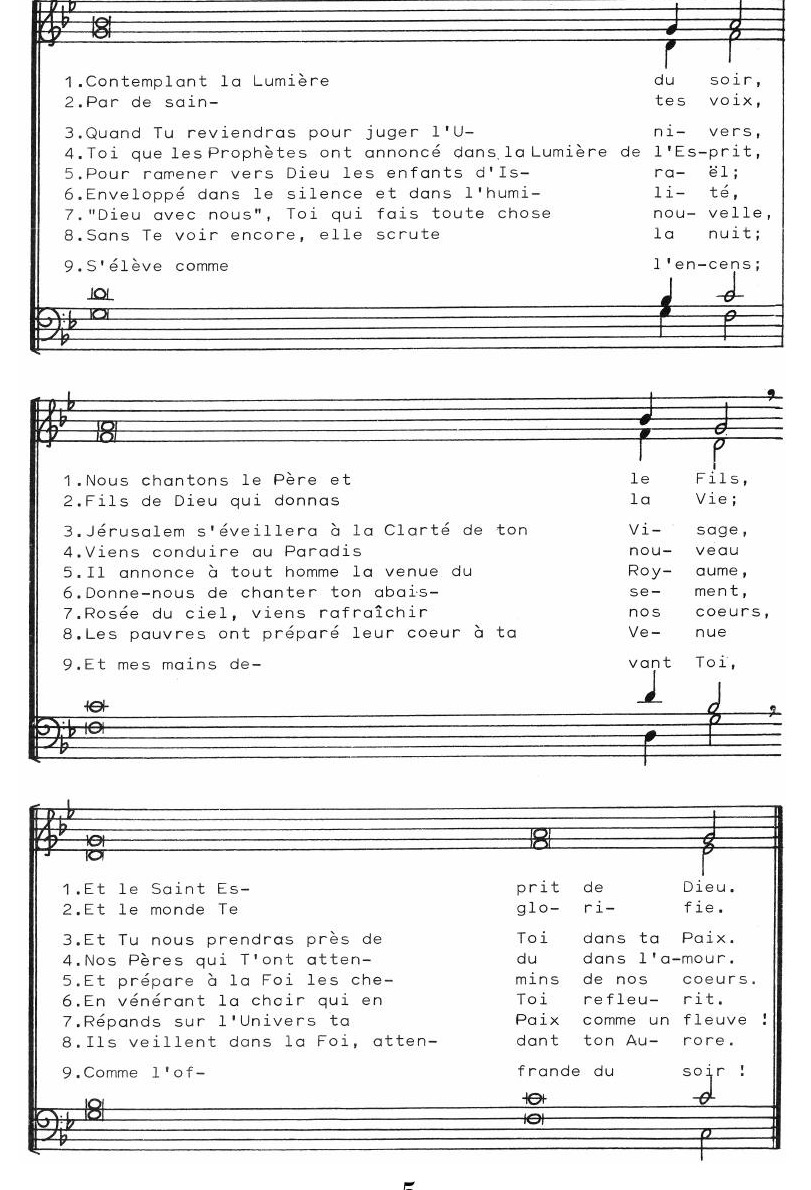 1.Contemplant la Lumière du soir,
2.Par de sain- tes voix,
3.Quand Tu reviendras pour juger l'U- ni- vers,
4.Toi que les Prophètes ont annoncé dans la Lumière de l'Es-prit,
5.Pour ramener vers Dieu les enfants d'Is- ra- ël;
6.Enveloppé dans le silence et dans l'humi- li- té,
7."Dieu avec nous", Toi qui fais toute chose nou- velle,
8.Sans Te voir encore, elle scrute la nuit;
9.S'élève comme l'en-cens;
1.Nous chantons le Père et le Fils,
2.Fils de Dieu qui donnas la Vie;
3.Jérusalem s'éveillera à la Clarté de ton Vi- sage,
4.Viens conduire au Paradis nou- veau
5.Il annonce à tout homme la venue du Roy- aume,
6.Donne-nous de chanter ton abais- se- ment,
7.Rosée du ciel, viens rafraîchir nos coeurs,
8.Les pauvres ont préparé leur coeur à ta Ve- nue
9.Et mes mains de- vant Toi,
1.Et le Saint Es- prit de Dieu.
2.Et le monde Te glo- ri- fie.
3.Et Tu nous prendras près de Toi dans ta Paix.
4.Nos Pères qui T'ont atten- du dans l'a-mour.
5.Et prépare à la Foi les che- mins de nos coeurs.
6.En vénérant la chair qui en Toi refleu- rit.
7.Répands sur l'Univers ta Paix comme un fleuve !
8.Ils veillent dans la Foi, atten- dant ton Au- rore.
9.Comme l'of- frande du soir !
5